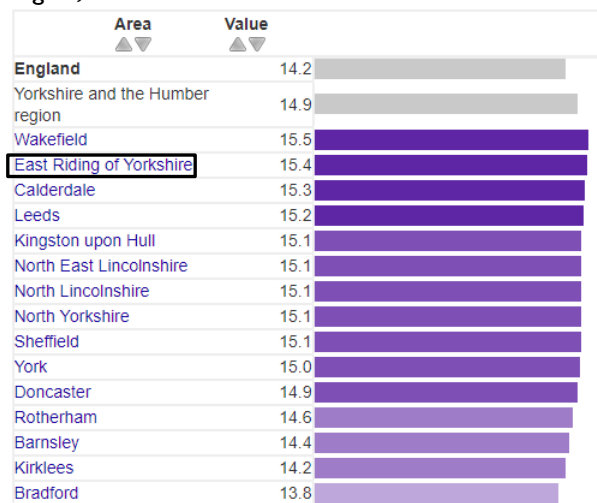 Area Value
England 14.2
Yorkshire and the Humber
region 14.9
Wakefield 15.5
East Riding of Yorkshire 15.4
Calderdale 15.3
Leeds 15.2
Kingston upon Hull 15.1
North East Lincolnshire 15.1
North Lincolnshire 15.1
North Yorkshire 15.1
Sheffield 15.1
York 15.0
Doncaster 14.9
Rotherham 14.6
Barnsley 14.4
Kirklees 14.2
Bradford 13.8